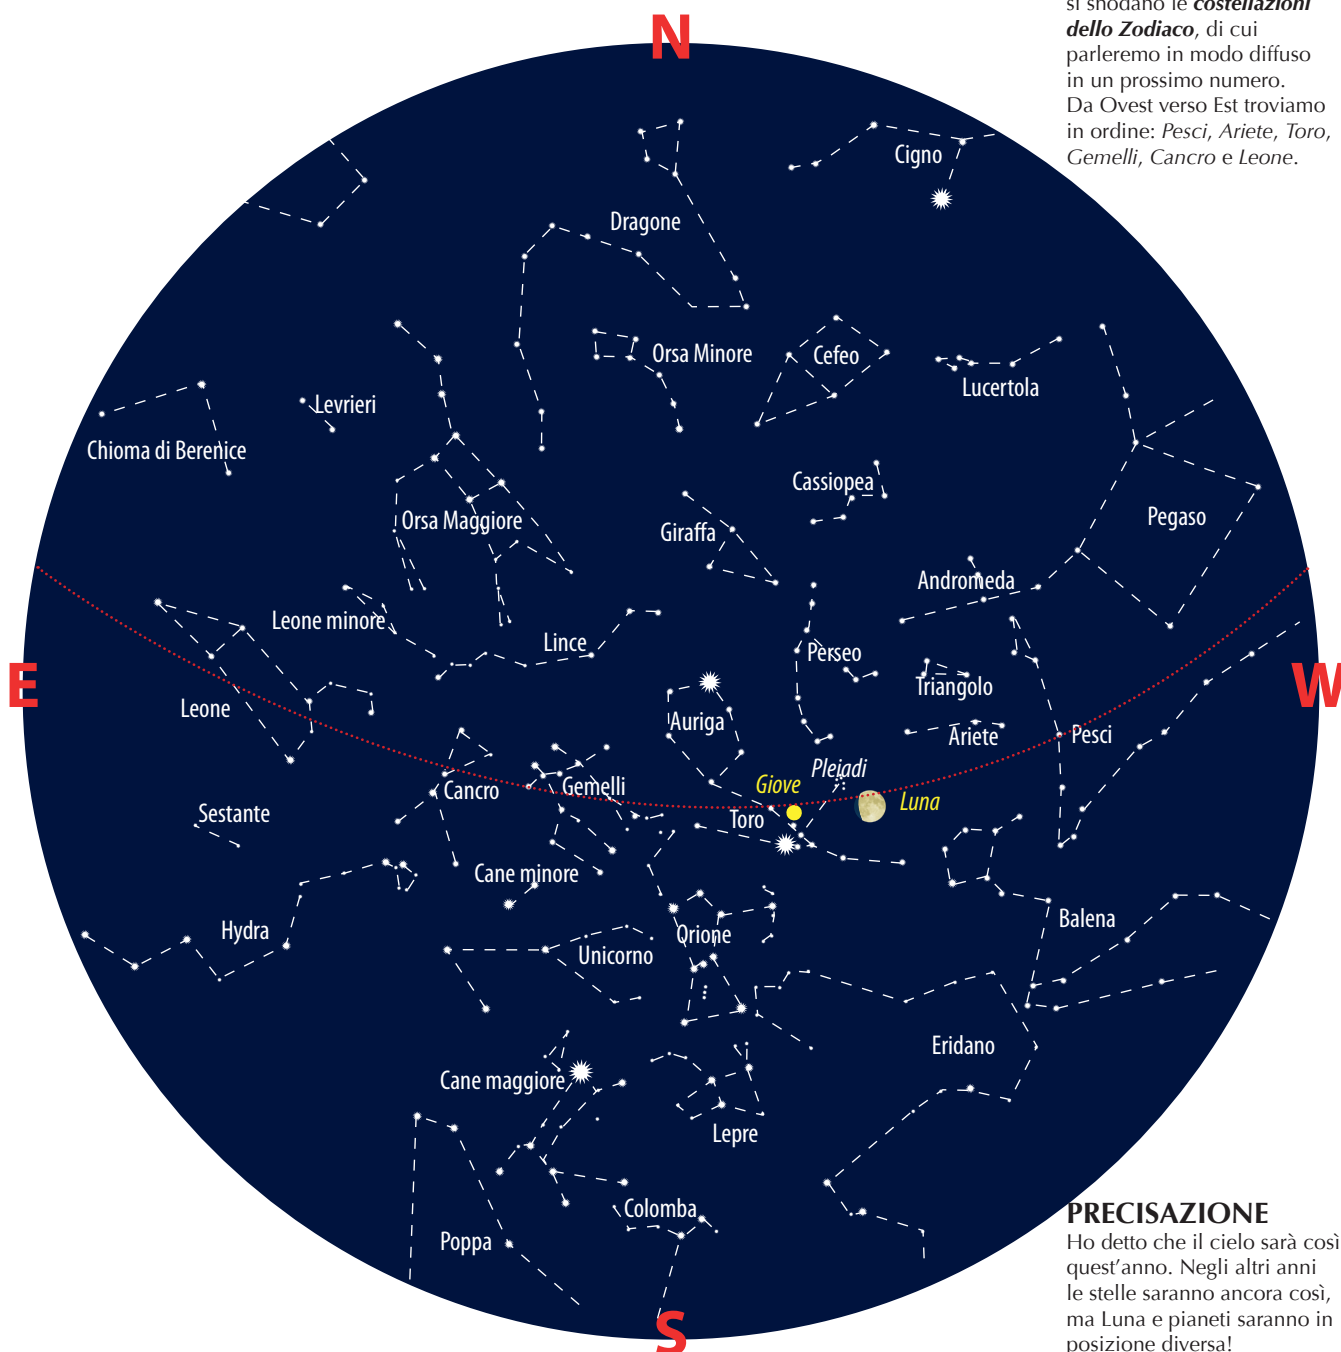 si snodano le costellazioni
dello Zodiaco, di cui
parleremo in modo diffuso
in un prossimo numero.
Da Ovest verso Est troviamo
in ordine: Pesci, Ariete, Toro,
Gemelli, Cancro e Leone.
N
Cigno
Dragone
Orsa Minore
Cefeo
Lucertola
Levrieri
Chioma di Berenice
Cassiopea
Orsa Maggiore
Giraffa
Pegaso
Andromeda
Leone minore
Lince
Perseo
E
W
Triangolo
Leone
Auriga
Ariete
Pesci
Pleiadi
Giove
Gemelli
Cancro
Luna
Sestante
Toro
Cane minore
Balena
Hydra
Orione
Unicorno
Eridano
Cane maggiore
Lepre
Colomba
Poppa
S
PRECISAZIONE
Ho detto che il cielo sarà così
quest'anno. Negli altri anni
le stelle saranno ancora così,
ma Luna e pianeti saranno in
posizione diversa!